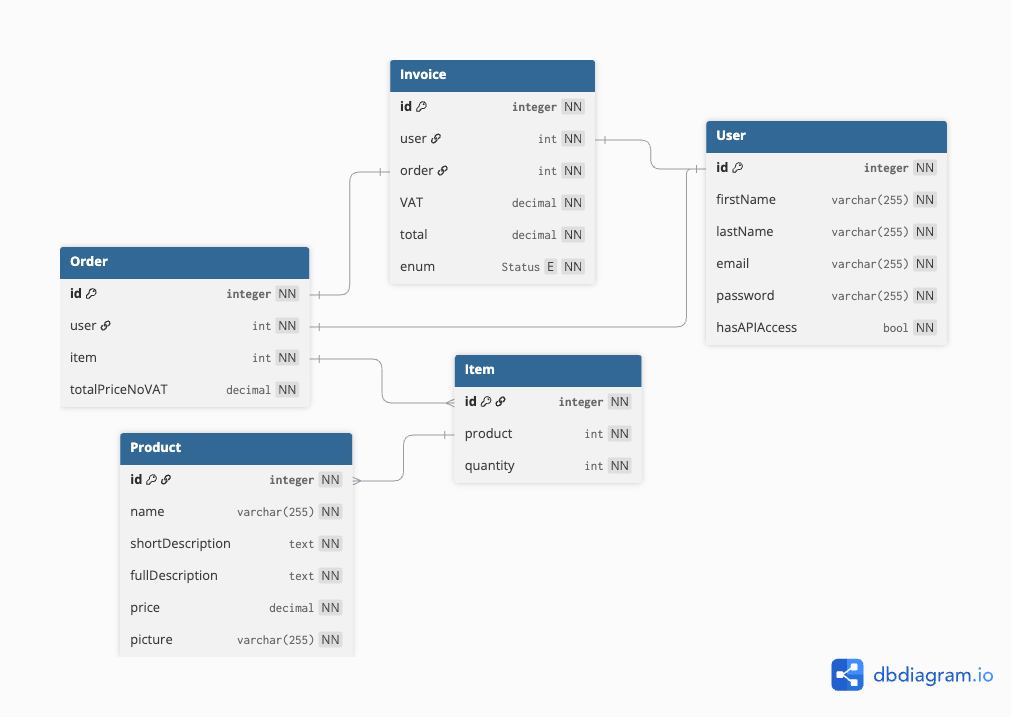 Invoice
id integer NN
user int NN
order int NN
VAT decimal NN
total decimal NN
enum Status E NN
User
id integer NN
firstName varchar(255) NN
lastName varchar(255) NN
email varchar(255) NN
password varchar(255) NN
hasAPIAccess bool NN
Order
id integer NN
user int NN
item int NN
totalPriceNoVAT decimal NN
Item
id integer NN
product int NN
quantity int NN
Product
id integer NN
name varchar(255) NN
shortDescription text NN
fullDescription text NN
price decimal NN
picture varchar(255) NN
dbdiagram.io